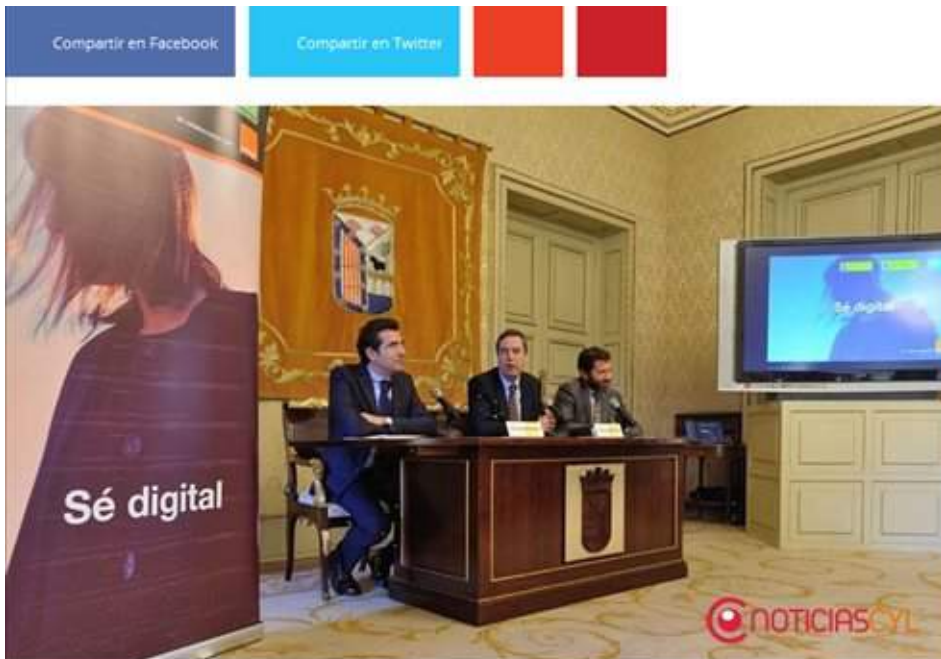 Compartir en Facebook
Compartir en Twitter
Sé digital
Sé digital
NOTICIASCYL